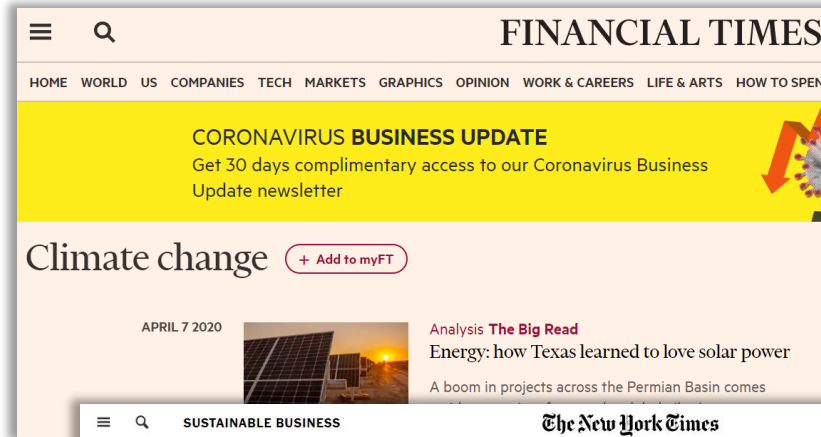 FINANCIAL TIMES
HOME WORLD US COMPANIES TECH MARKETS GRAPHICS OPINION WORK & CAREERS LIFE & ARTS HOW TO SPEN
CORONAVIRUS BUSINESS UPDATE
Get 30 days complimentary access to our Coronavirus Business
Update newsletter
Climate change + Add to myFT
APRIL 7 2020
Analysis The Big Read
Energy: how Texas learned to love solar power
A boom in projects across the Permian Basin comes
SUSTAINABLE BUSINESS The New York Times